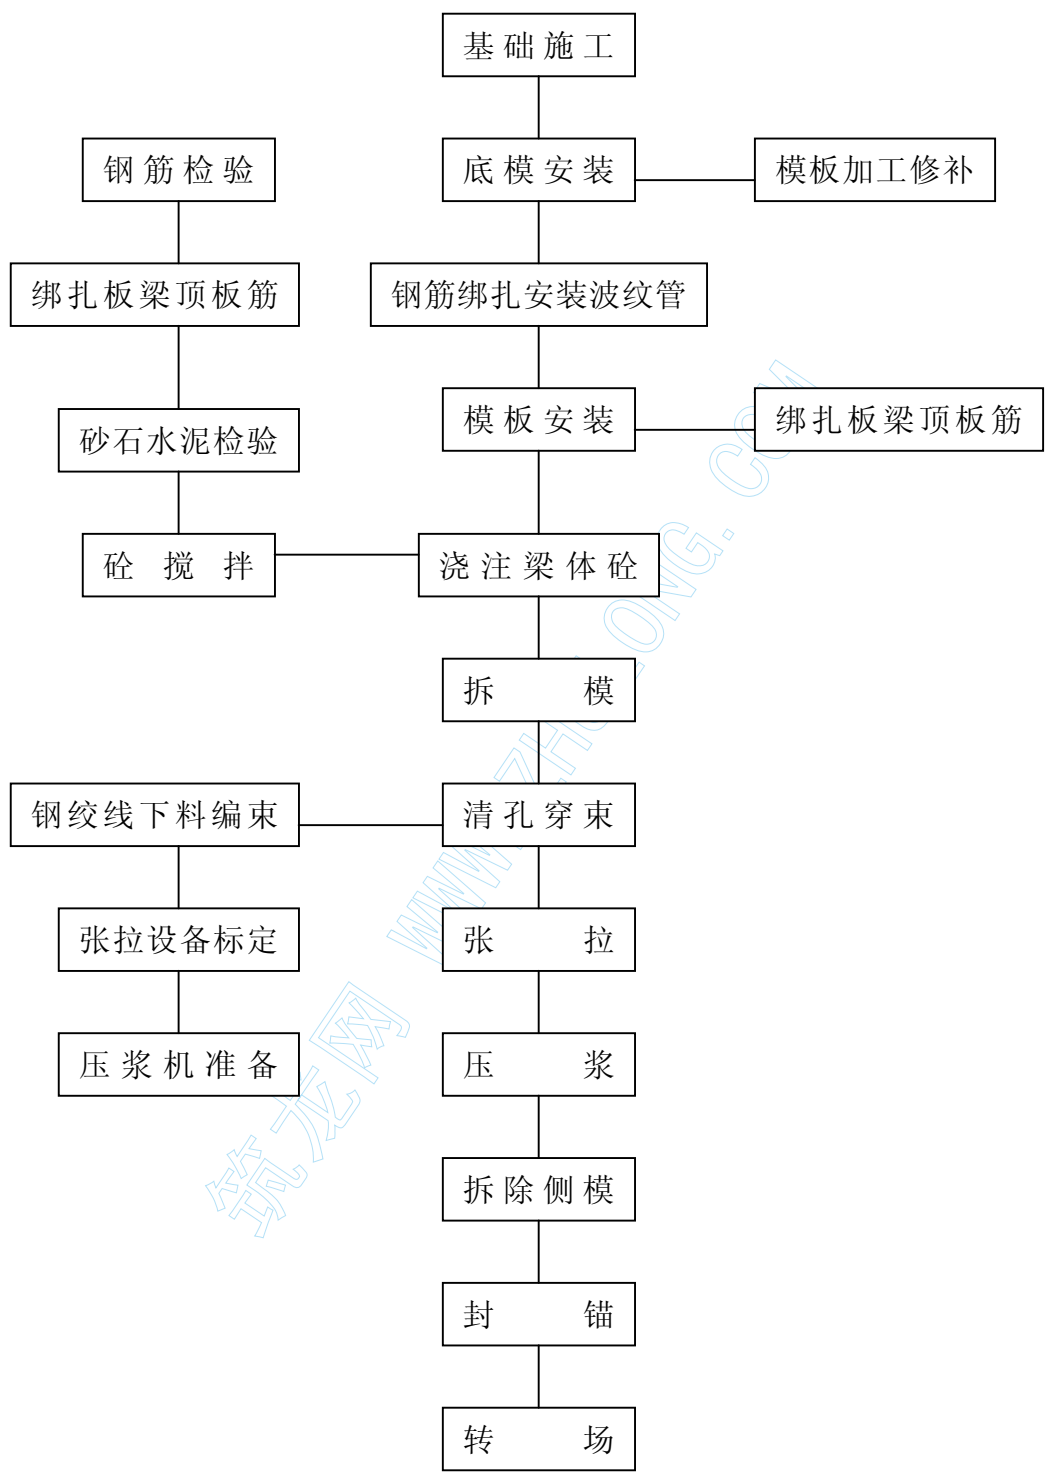 基础施工
钢筋检验
底模安装
模板加工修补
绑扎板梁顶板筋
钢筋绑扎安装波纹管
砂石水泥检验
模板安装
绑扎板梁顶板筋
砼搅拌
浇注梁体砼
拆模
钢绞线下料编束
清孔穿束
张拉设备标定
张拉
压浆机准备
压浆
拆除侧模
封锚
转场
筑龙网 WWW.ZHULONG.COM